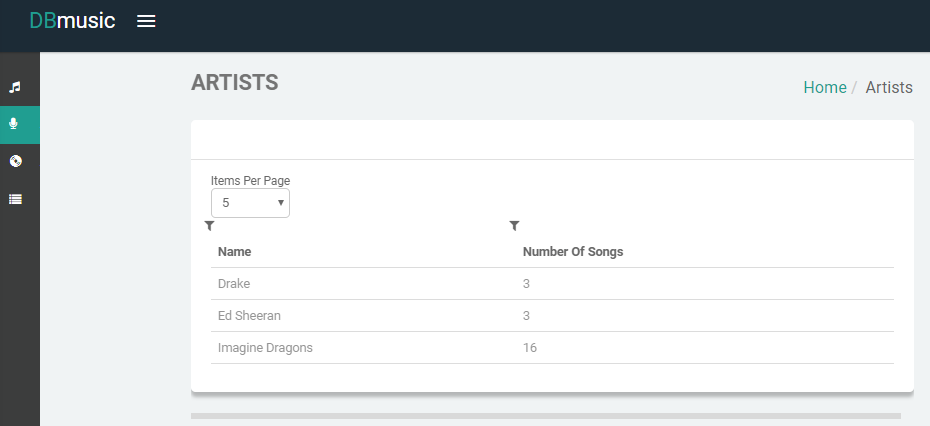 DBmusic
ARTISTS
Home / Artists
Items Per Page
5
Name Number Of Songs
Drake 3
Ed Sheeran 3
Imagine Dragons 16